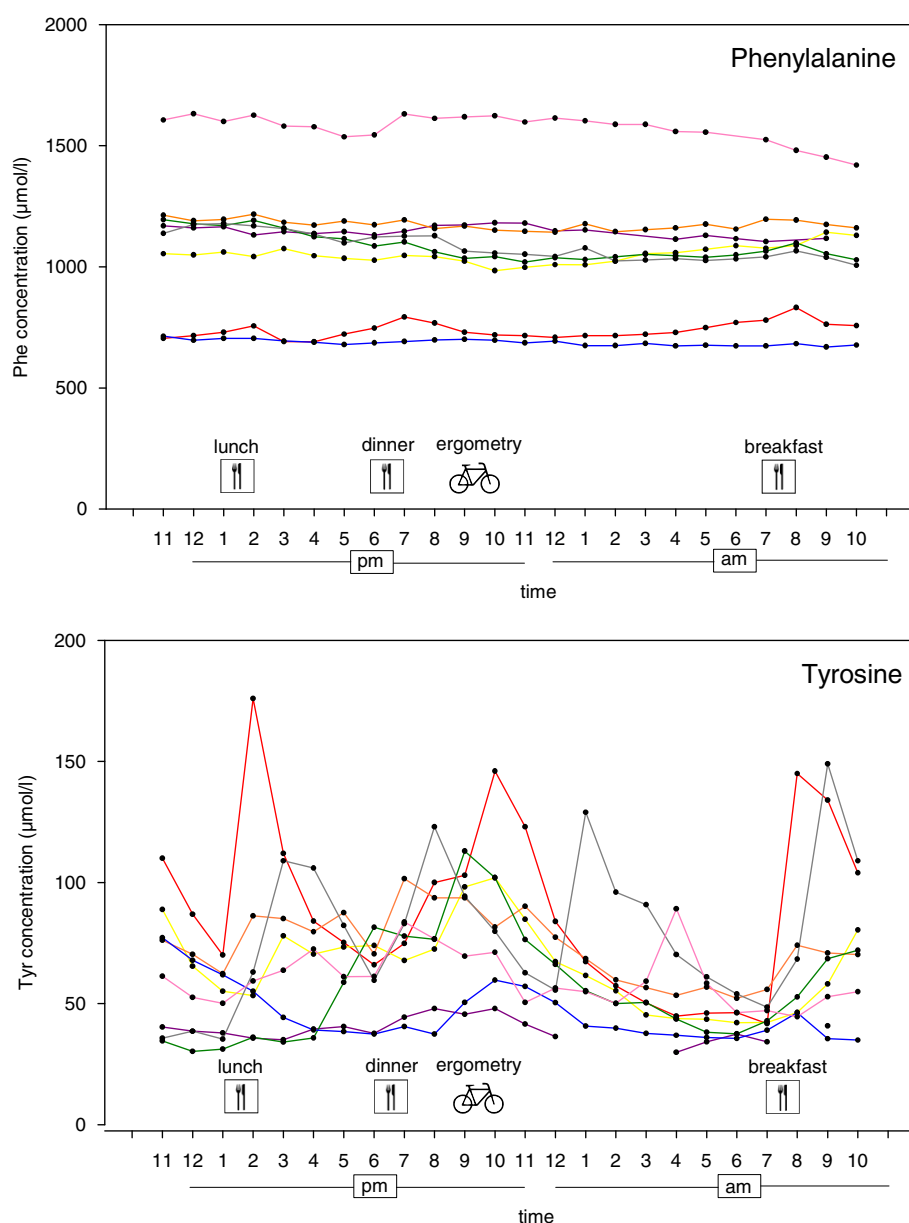 2000
Phenylalanine
1500
1000
500
0
Phe concentration (µmol/l)
lunch
dinner
ergometry
breakfast
11 12 1 2 3 4 5 6 7 8 9 10 11 12 1 2 3 4 5 6 7 8 9 10
pm
am
time
200
Tyrosine
150
100
50
0
Tyr concentration (µmol/l)
lunch
dinner
ergometry
breakfast
11 12 1 2 3 4 5 6 7 8 9 10 11 12 1 2 3 4 5 6 7 8 9 10
pm
am
time